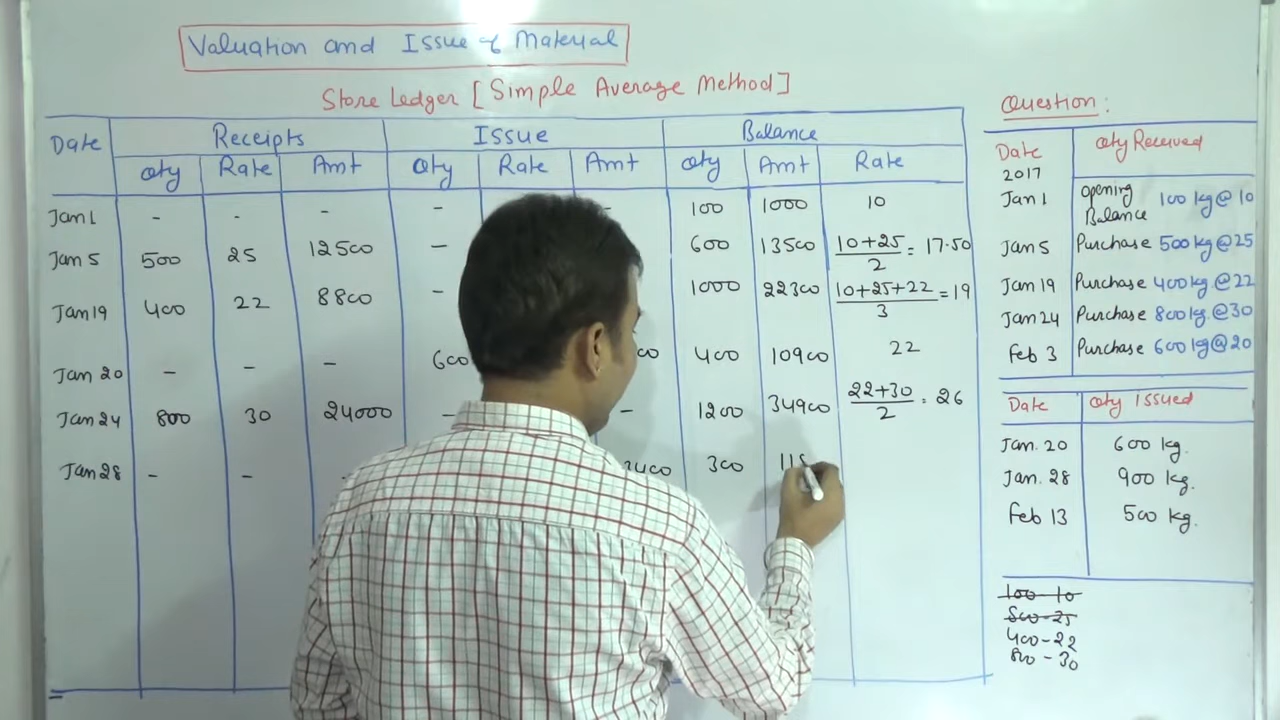 Valuation and Issue of Material
Store Ledger [Simple Average Method]
Date Receipts Issue Balance
Qty Rate Amt Qty Rate Amt Qty Amt Rate
Jan 1 - - - - - 100 1000 10
Jan 5 500 25 12500 - 600 13500 10+25/2 = 17.50
Jan 19 400 22 8800 - 1000 22300 10+25+22/3 = 19
Jan 20 - - - 600 400 10900 22
Jan 24 800 30 24000 - - 1200 34900 22+30/2 = 26
Jan 28 - - - 300 115
Question:
Date Qty Received
2017
Jan 1 Opening Balance 100 kg @ 10
Jan 5 Purchase 500 kg @ 25
Jan 19 Purchase 400 kg @ 22
Jan 24 Purchase 800 kg. @ 30
Feb 3 Purchase 600 kg @ 20
Date Qty Issued
Jan. 20 600 kg.
Jan. 28 900 kg.
Feb 13 500 kg.
100 - 10
500 - 25
400 - 22
800 - 30